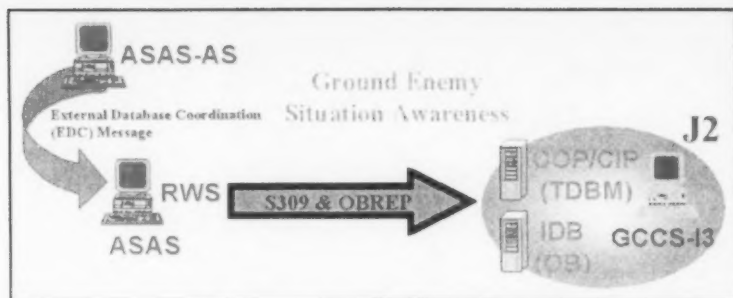 ASAS-AS
External Database Coordination
(EDC) Message
Ground Enemy
Situation Awareness
J2
COP/CIP
(TDBM)
RWS
S309 & OBREP
ASAS
IDB
(OB)
GCCS-I3